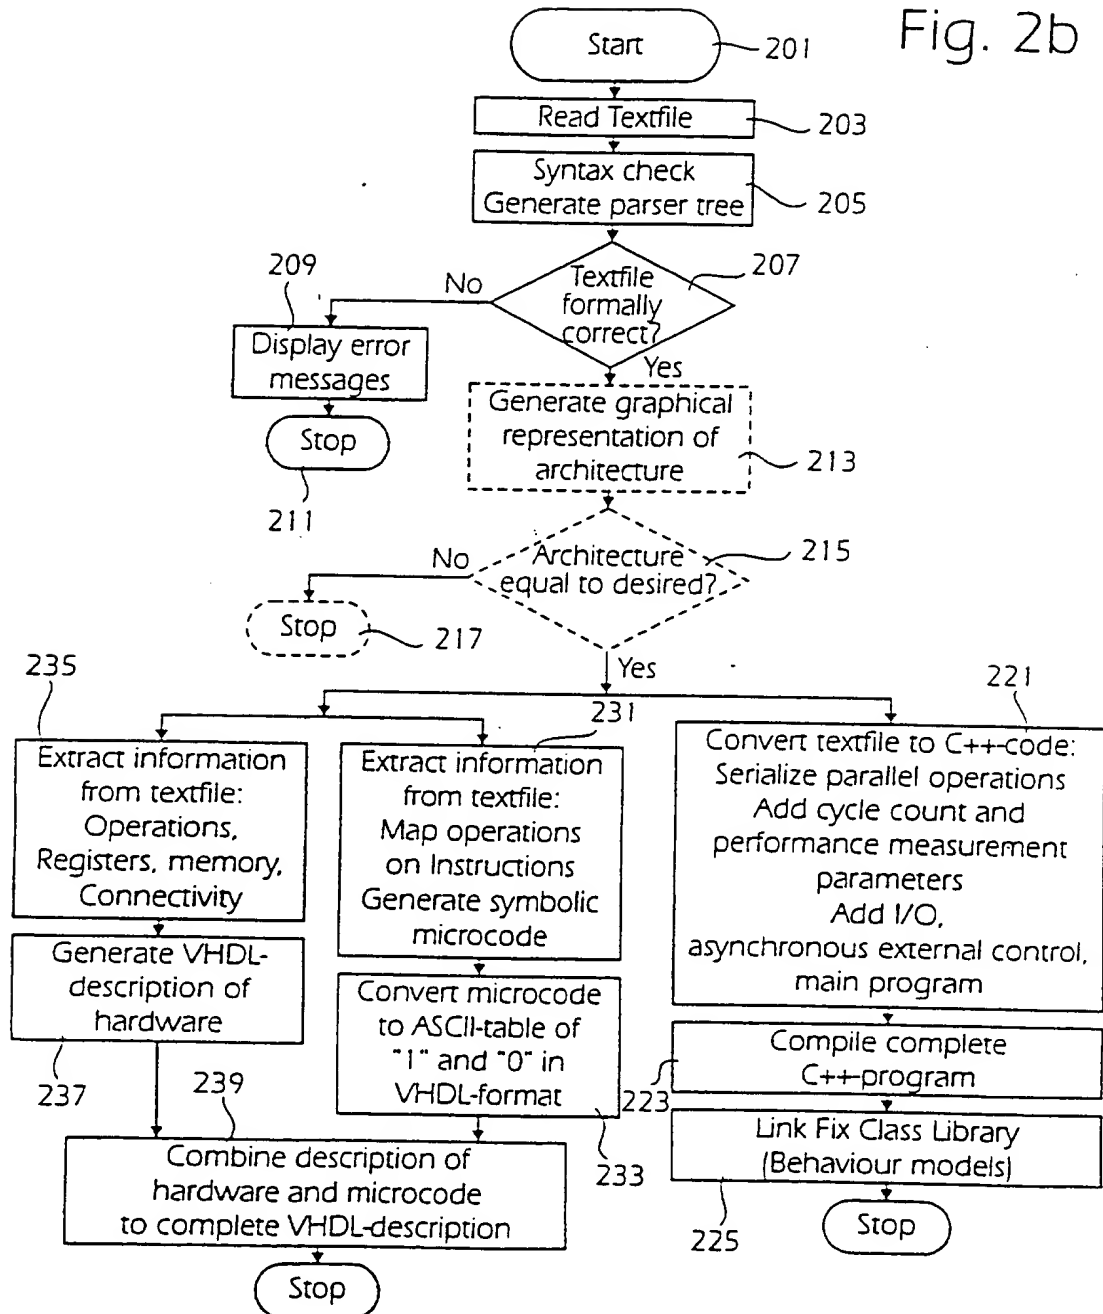 Fig. 2b
Start
201
Read Textfile
203
Syntax check
Generate parser tree
205
207
Textfile
formally
correct?
No
209
Display error
messages
Stop
211
Yes
Generate graphical
representation of
architecture
213
215
Architecture
equal to desired?
No
Stop
217
Yes
235
Extract information
from textfile:
Operations,
Registers, memory,
Connectivity
Generate VHDL-
description of
hardware
237
231
Extract information
from textfile:
Map operations
on Instructions
Generate symbolic
microcode
Convert microcode
to ASCII-table of
"1" and "0" in
VHDL-format
233
239
Combine description of
hardware and microcode
to complete VHDL-description
Stop
221
Convert textfile to C++-code:
Serialize parallel operations
Add cycle count and
performance measurement
parameters
Add I/O,
asynchronous external control,
main program
Compile complete
C++-program
223
Link Fix Class Library
(Behaviour models)
225
Stop